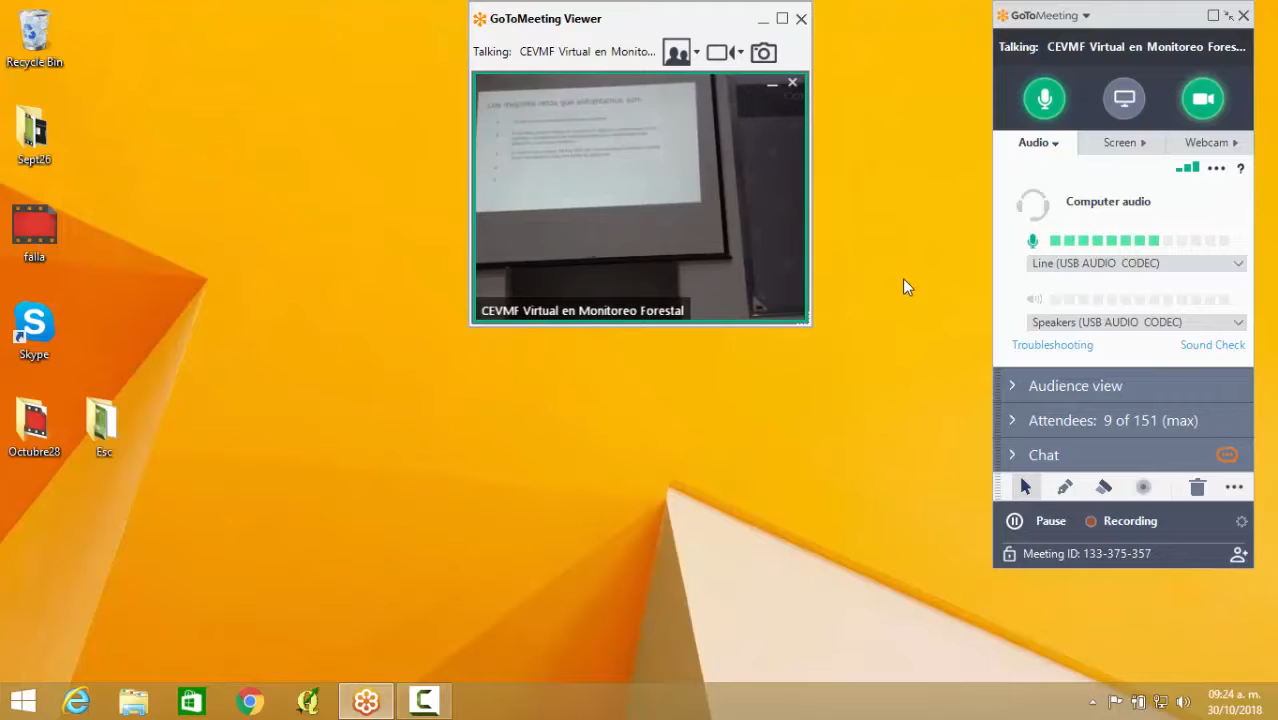 Recycle Bin
Sept26
falla
Skype
Octubre28
Esc
GoToMeeting Viewer
Talking: CEVMF Virtual en Monito...
CEVMF Virtual en Monitoreo Forestal
GoToMeeting
Talking: CEVMF Virtual en Monitoreo Fores...
Audio
Screen
Webcam
?
Computer audio
Line (USB AUDIO CODEC)
Speakers (USB AUDIO CODEC)
Troubleshooting
Sound Check
Audience view
Attendees: 9 of 151 (max)
Chat
Pause
Recording
Meeting ID: 133-375-357
09:24 a. m.
30/10/2018